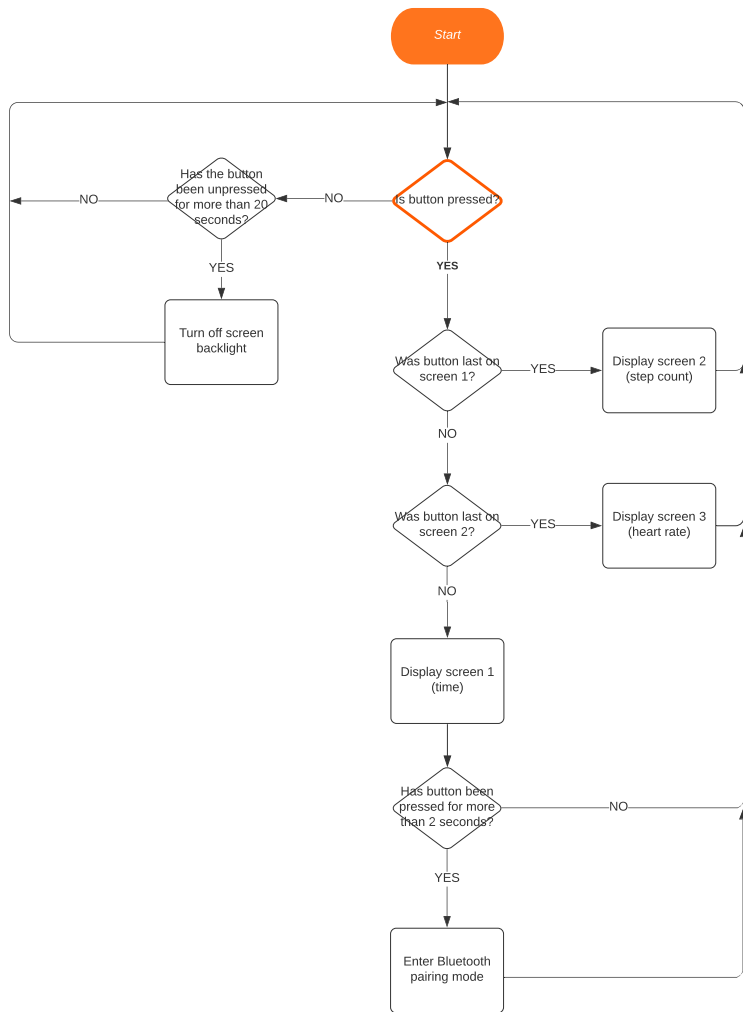 Start
Has the button
been unpressed
for more than 20
seconds?
NO
NO
Is button pressed?
YES
YES
Turn off screen
backlight
Was button last on
screen 1?
YES
Display screen 2
(step count)
NO
Was button last on
screen 2?
YES
Display screen 3
(heart rate)
NO
Display screen 1
(time)
Has button been
pressed for more
than 2 seconds?
NO
YES
Enter Bluetooth
pairing mode